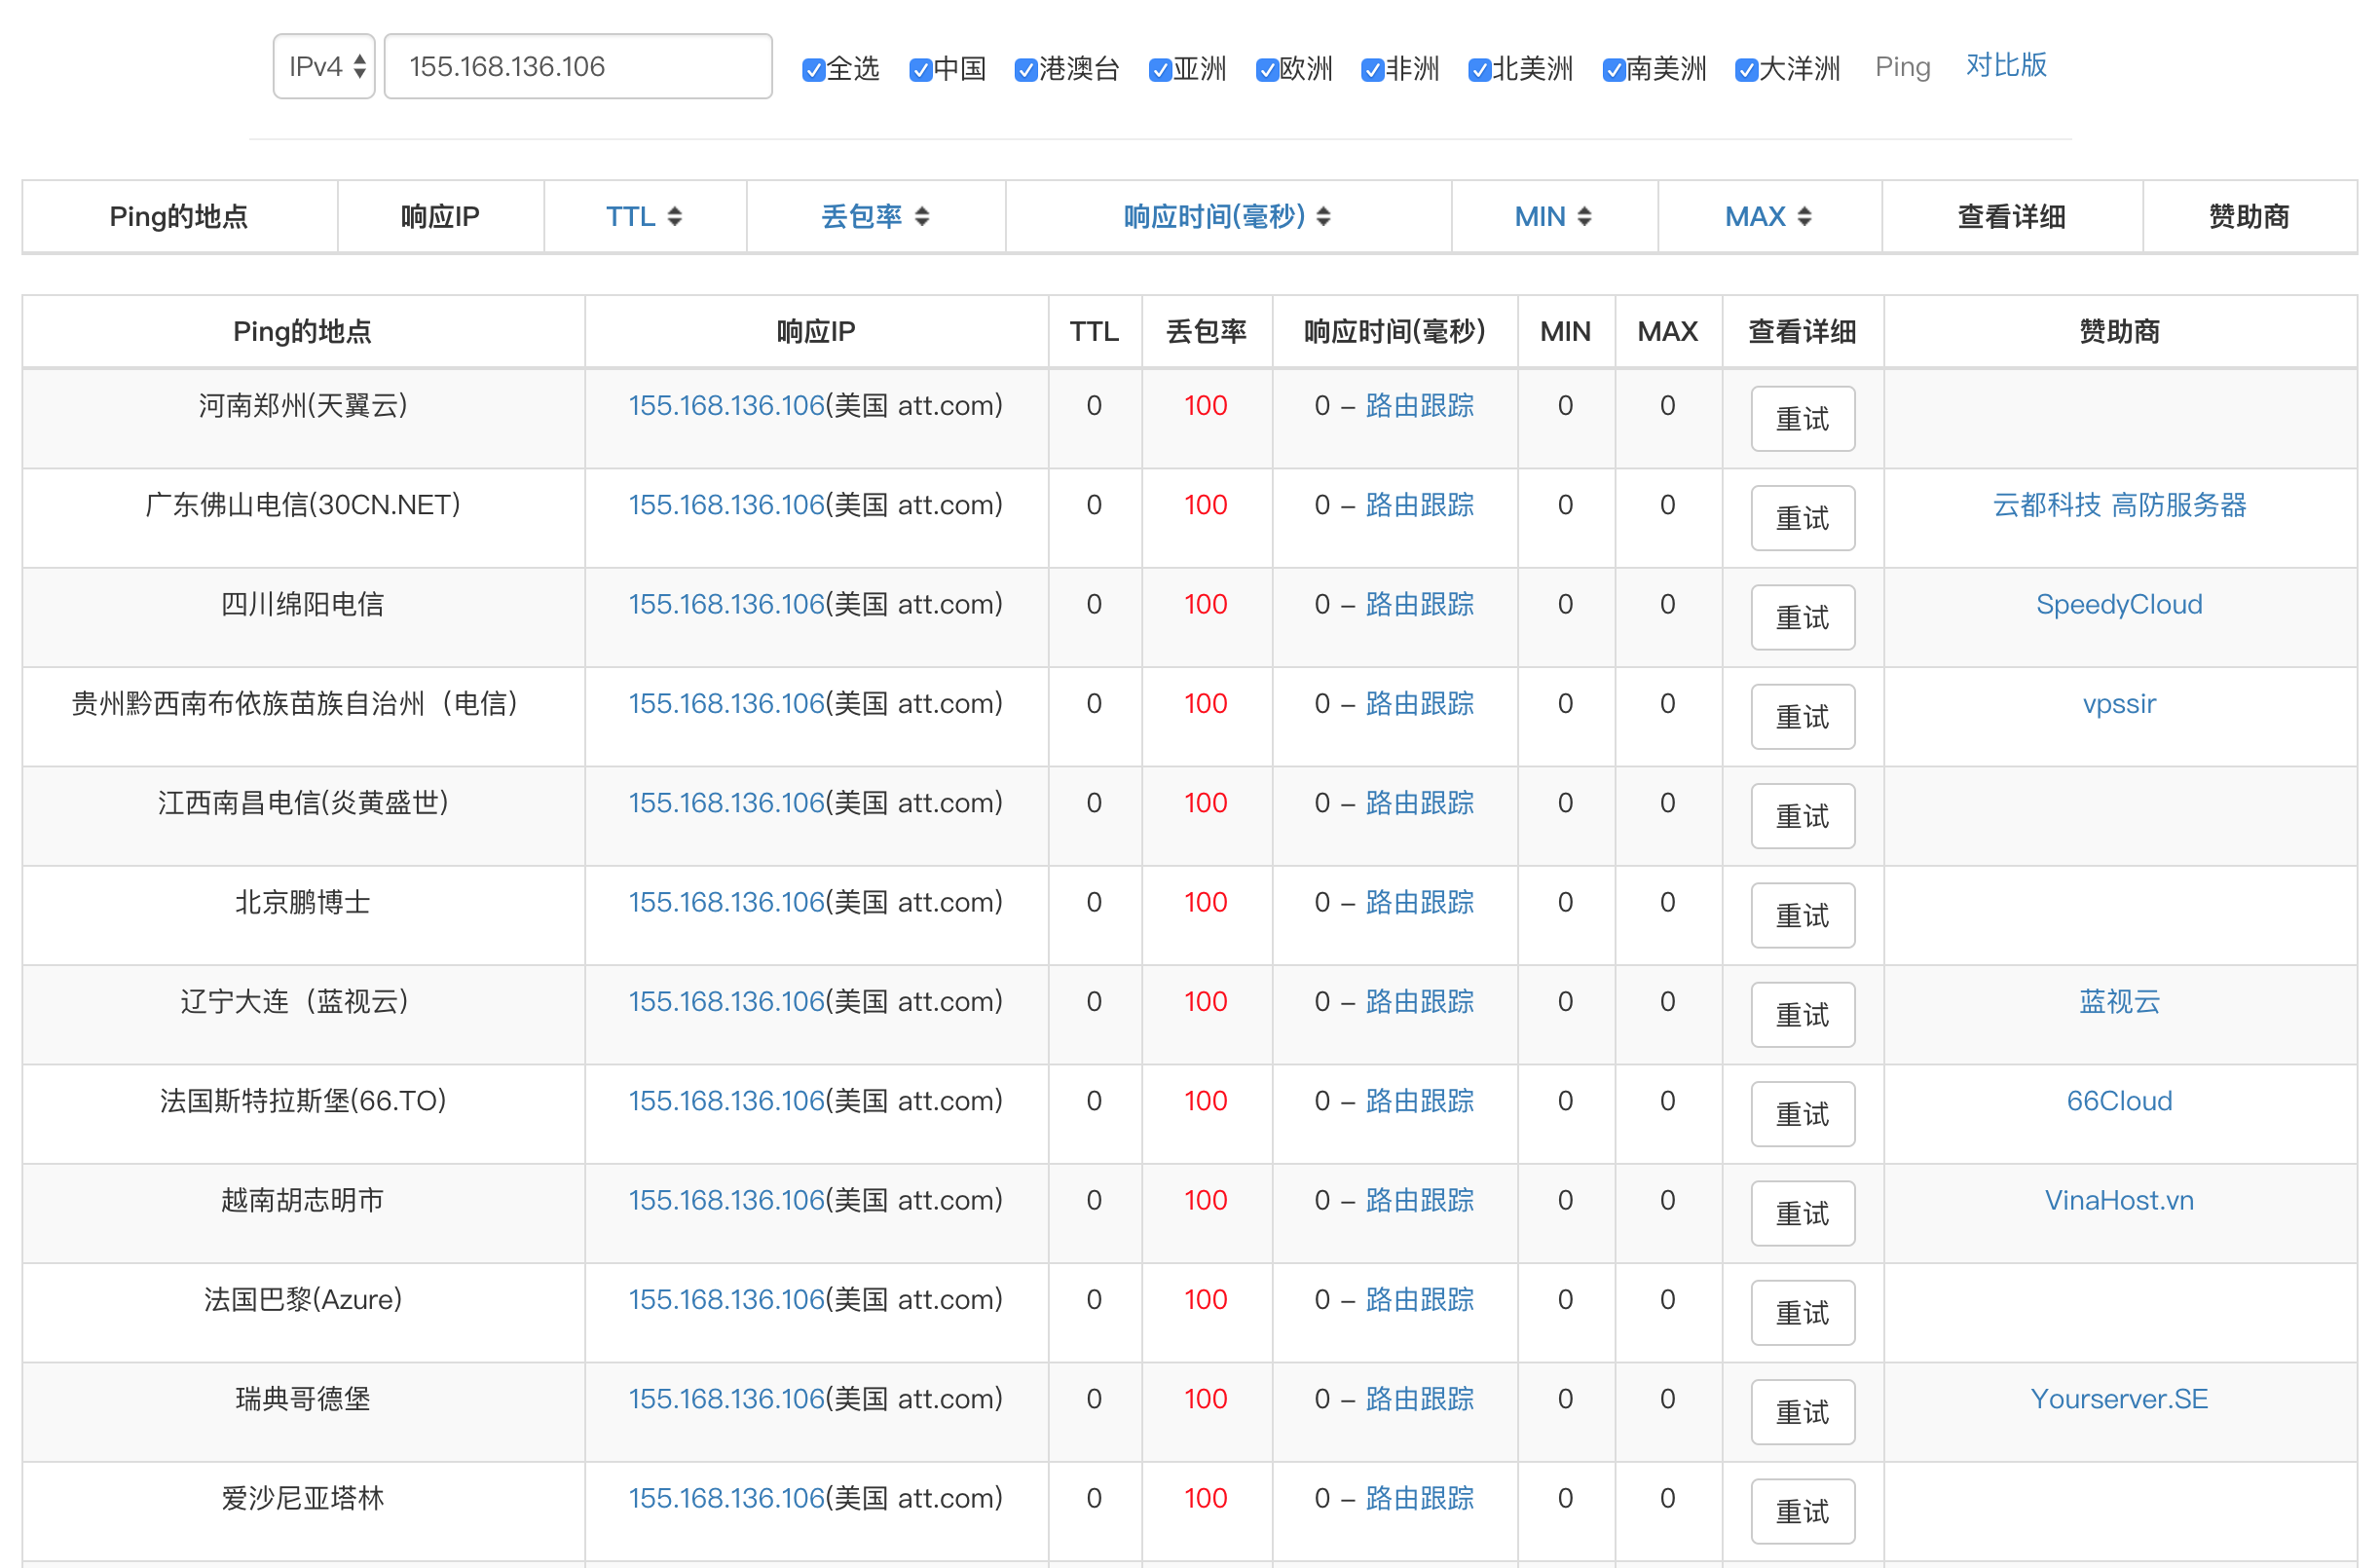 IPv4 155.168.136.106 全选 中国 港澳台 亚洲 欧洲 非洲 北美洲 南美洲 大洋洲 Ping 对比版
Ping的地点 响应IP TTL 丢包率 响应时间(毫秒) MIN MAX 查看详细 赞助商
Ping的地点 响应IP TTL 丢包率 响应时间(毫秒) MIN MAX 查看详细 赞助商
河南郑州(天翼云) 155.168.136.106(美国 att.com) 0 100 0 – 路由跟踪 0 0 重试
广东佛山电信(30CN.NET) 155.168.136.106(美国 att.com) 0 100 0 – 路由跟踪 0 0 重试 云都科技 高防服务器
四川绵阳电信 155.168.136.106(美国 att.com) 0 100 0 – 路由跟踪 0 0 重试 SpeedyCloud
贵州黔西南布依族苗族自治州（电信） 155.168.136.106(美国 att.com) 0 100 0 – 路由跟踪 0 0 重试 vpssir
江西南昌电信(炎黄盛世) 155.168.136.106(美国 att.com) 0 100 0 – 路由跟踪 0 0 重试
北京鹏博士 155.168.136.106(美国 att.com) 0 100 0 – 路由跟踪 0 0 重试
辽宁大连（蓝视云） 155.168.136.106(美国 att.com) 0 100 0 – 路由跟踪 0 0 重试 蓝视云
法国斯特拉斯堡(66.TO) 155.168.136.106(美国 att.com) 0 100 0 – 路由跟踪 0 0 重试 66Cloud
越南胡志明市 155.168.136.106(美国 att.com) 0 100 0 – 路由跟踪 0 0 重试 VinaHost.vn
法国巴黎(Azure) 155.168.136.106(美国 att.com) 0 100 0 – 路由跟踪 0 0 重试
瑞典哥德堡 155.168.136.106(美国 att.com) 0 100 0 – 路由跟踪 0 0 重试 Yourserver.SE
爱沙尼亚塔林 155.168.136.106(美国 att.com) 0 100 0 – 路由跟踪 0 0 重试